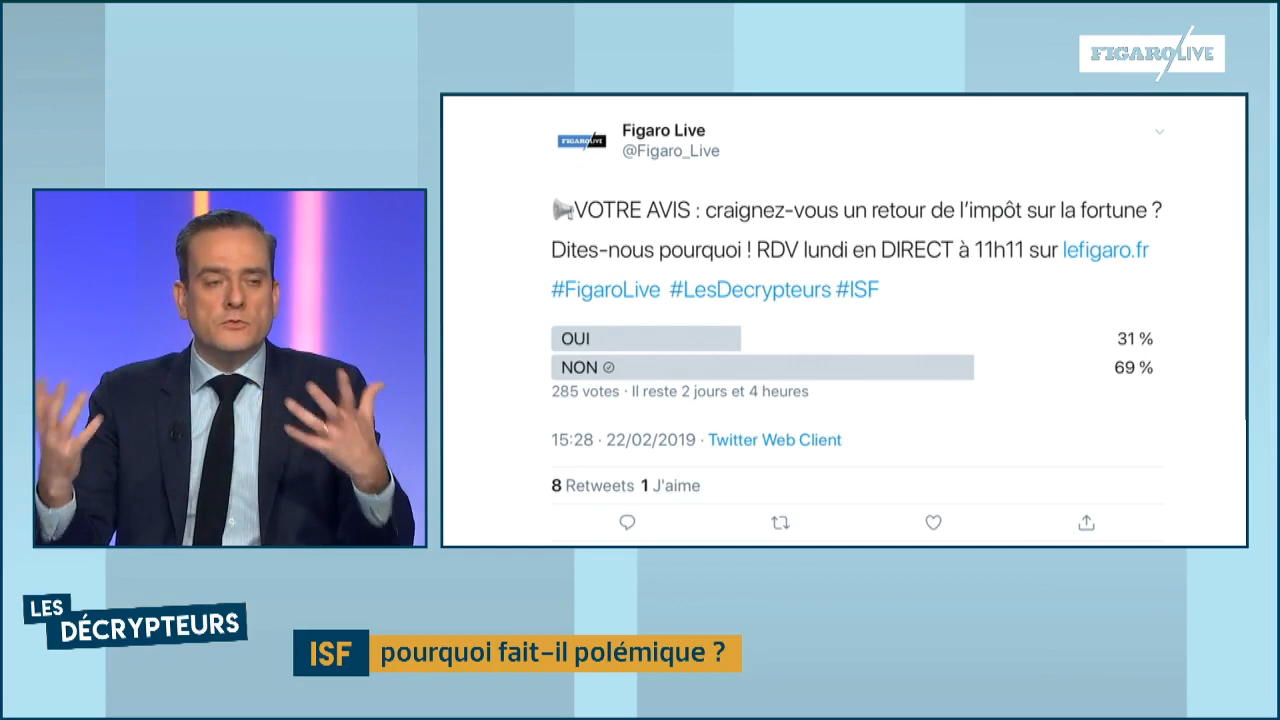 FIGARO LIVE
FIGARO LIVE
Figaro Live
@Figaro_Live
VOTRE AVIS : craignez-vous un retour de l'impôt sur la fortune ?
Dites-nous pourquoi ! RDV lundi en DIRECT à 11h11 sur lefigaro.fr
#FigaroLive #LesDecrypteurs #ISF
OUI 31 %
NON 69 %
285 votes · Il reste 2 jours et 4 heures
15:28 · 22/02/2019 · Twitter Web Client
8 Retweets 1 J'aime
LES
DÉCRYPTEURS
ISF pourquoi fait-il polémique ?